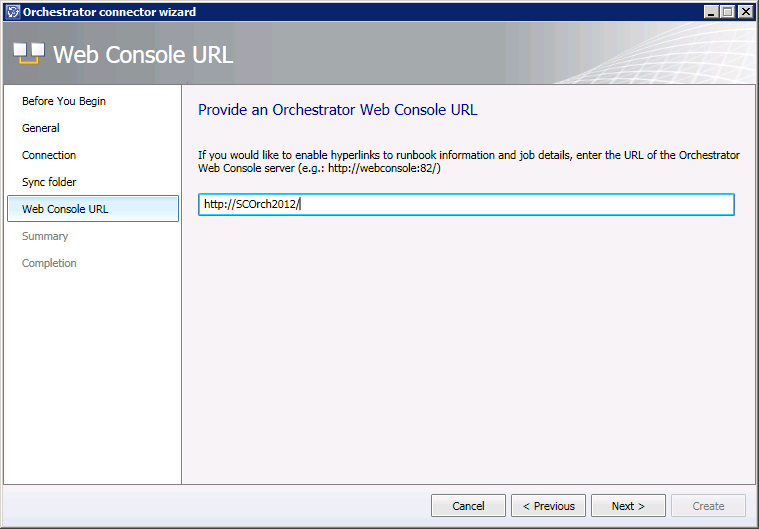 Orchestrator connector wizard
Web Console URL
Before You Begin
General
Connection
Sync folder
Web Console URL
Summary
Completion
Provide an Orchestrator Web Console URL
If you would like to enable hyperlinks to runbook information and job details, enter the URL of the Orchestrator
Web Console server (e.g.: http://webconsole:82/)
http://SCOrch2012/
Cancel
< Previous
Next >
Create